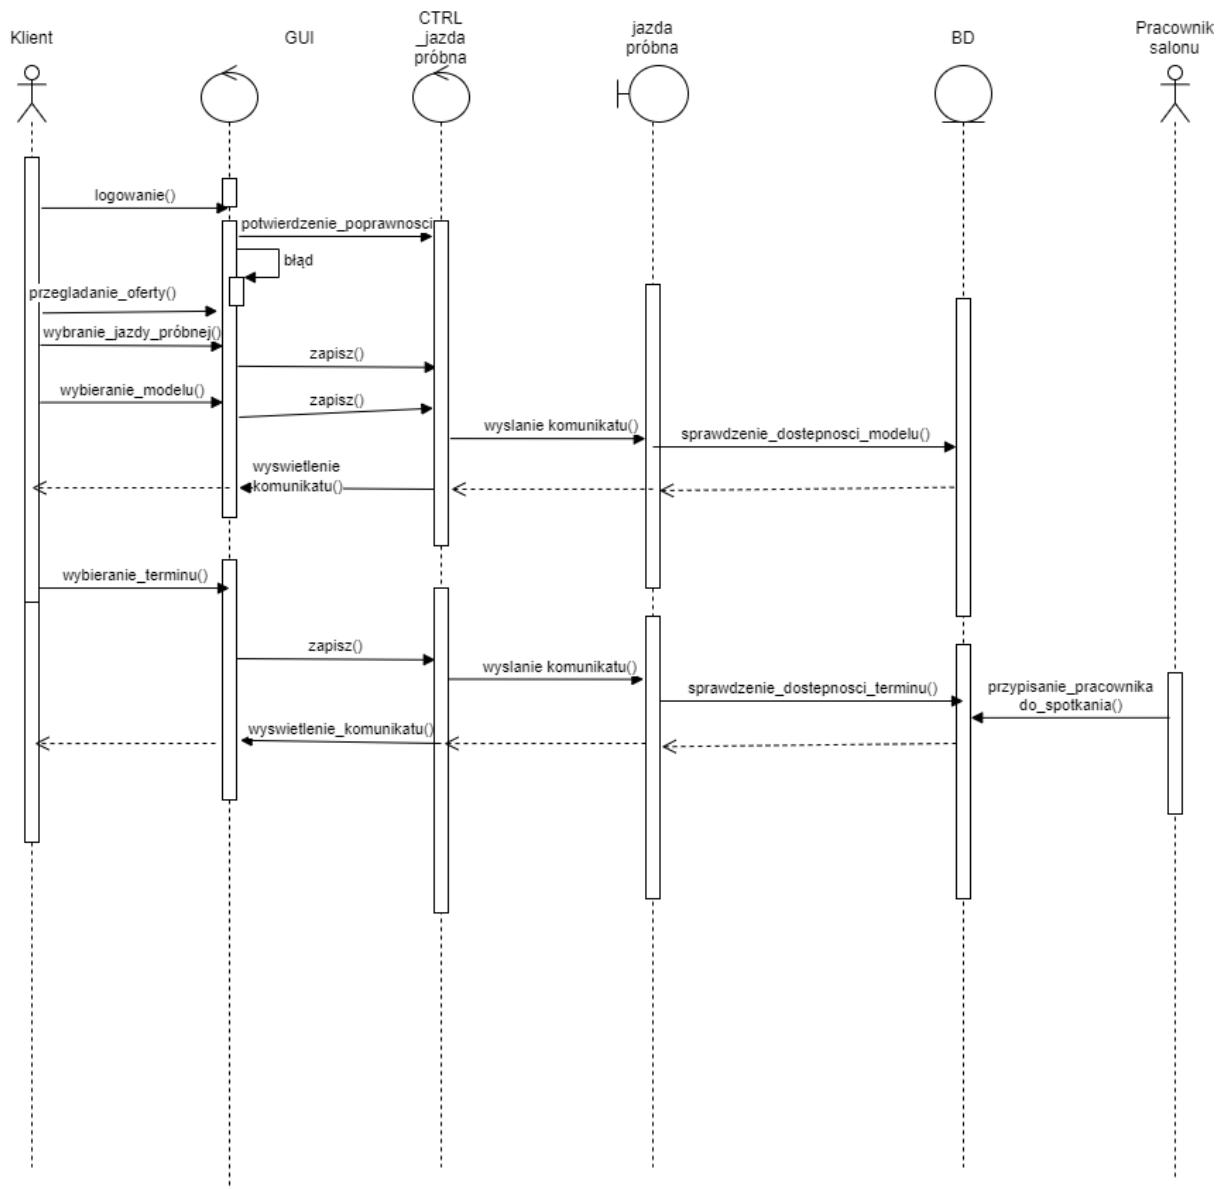 Klient
GUI
CTRL
_jazda
próbna
jazda
próbna
BD
Pracownik
salonu
logowanie()
potwierdzenie_poprawnosci
błąd
przegladanie_oferty()
wybranie_jazdy_próbnej()
zapisz()
wybieranie_modelu()
zapisz()
wyslanie komunikatu()
sprawdzenie_dostepnosci_modelu()
wyswietlenie
komunikatu()
wybieranie_terminu()
zapisz()
wyslanie komunikatu()
sprawdzenie_dostepnosci_terminu()
przypisanie_pracownika
do_spotkania()
wyswietlenie_komunikatu()